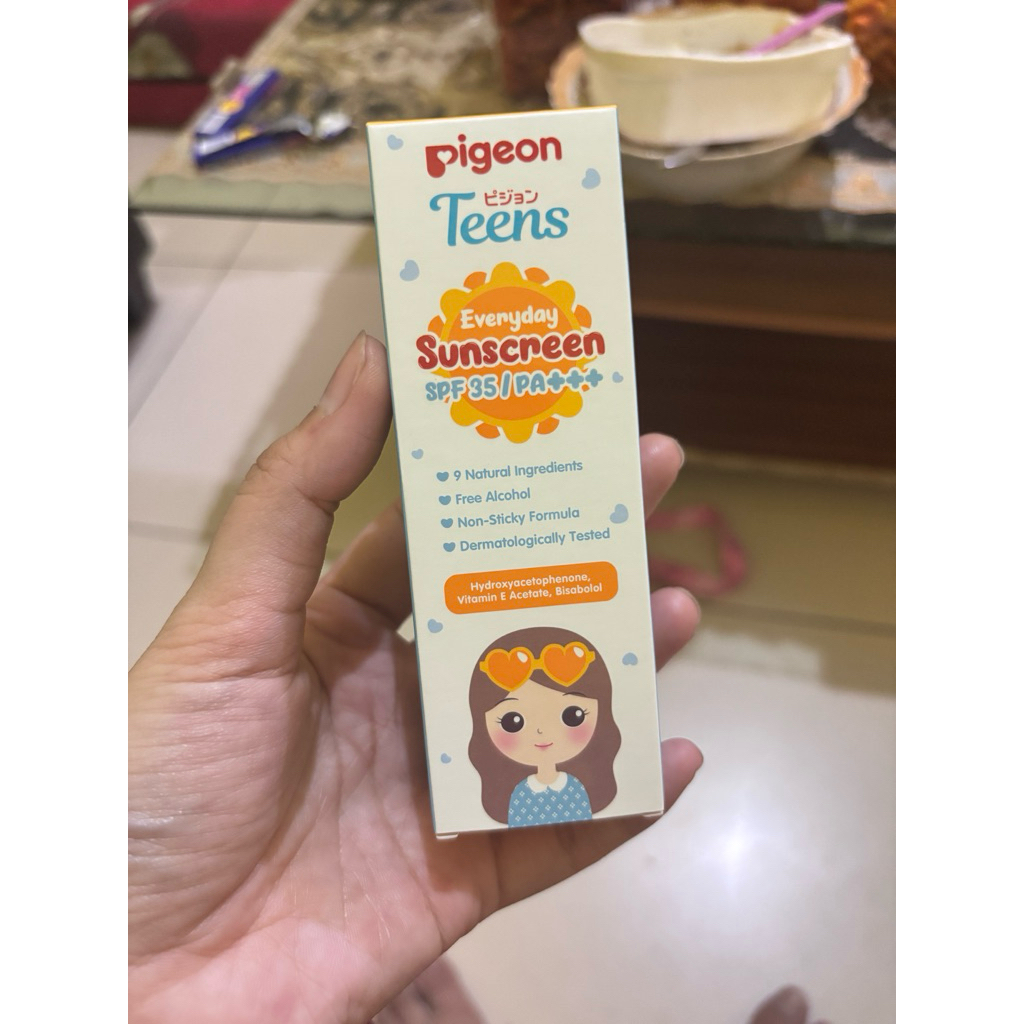 pigeon
ピジョン
Teens
Everyday
Sunscreen
SPF 35/PA+++
9 Natural Ingredients
Free Alcohol
Non-Sticky Formula
Dermatologically Tested
Hydroxyacetophenone,
Vitamin E Acetate, Bisabolol